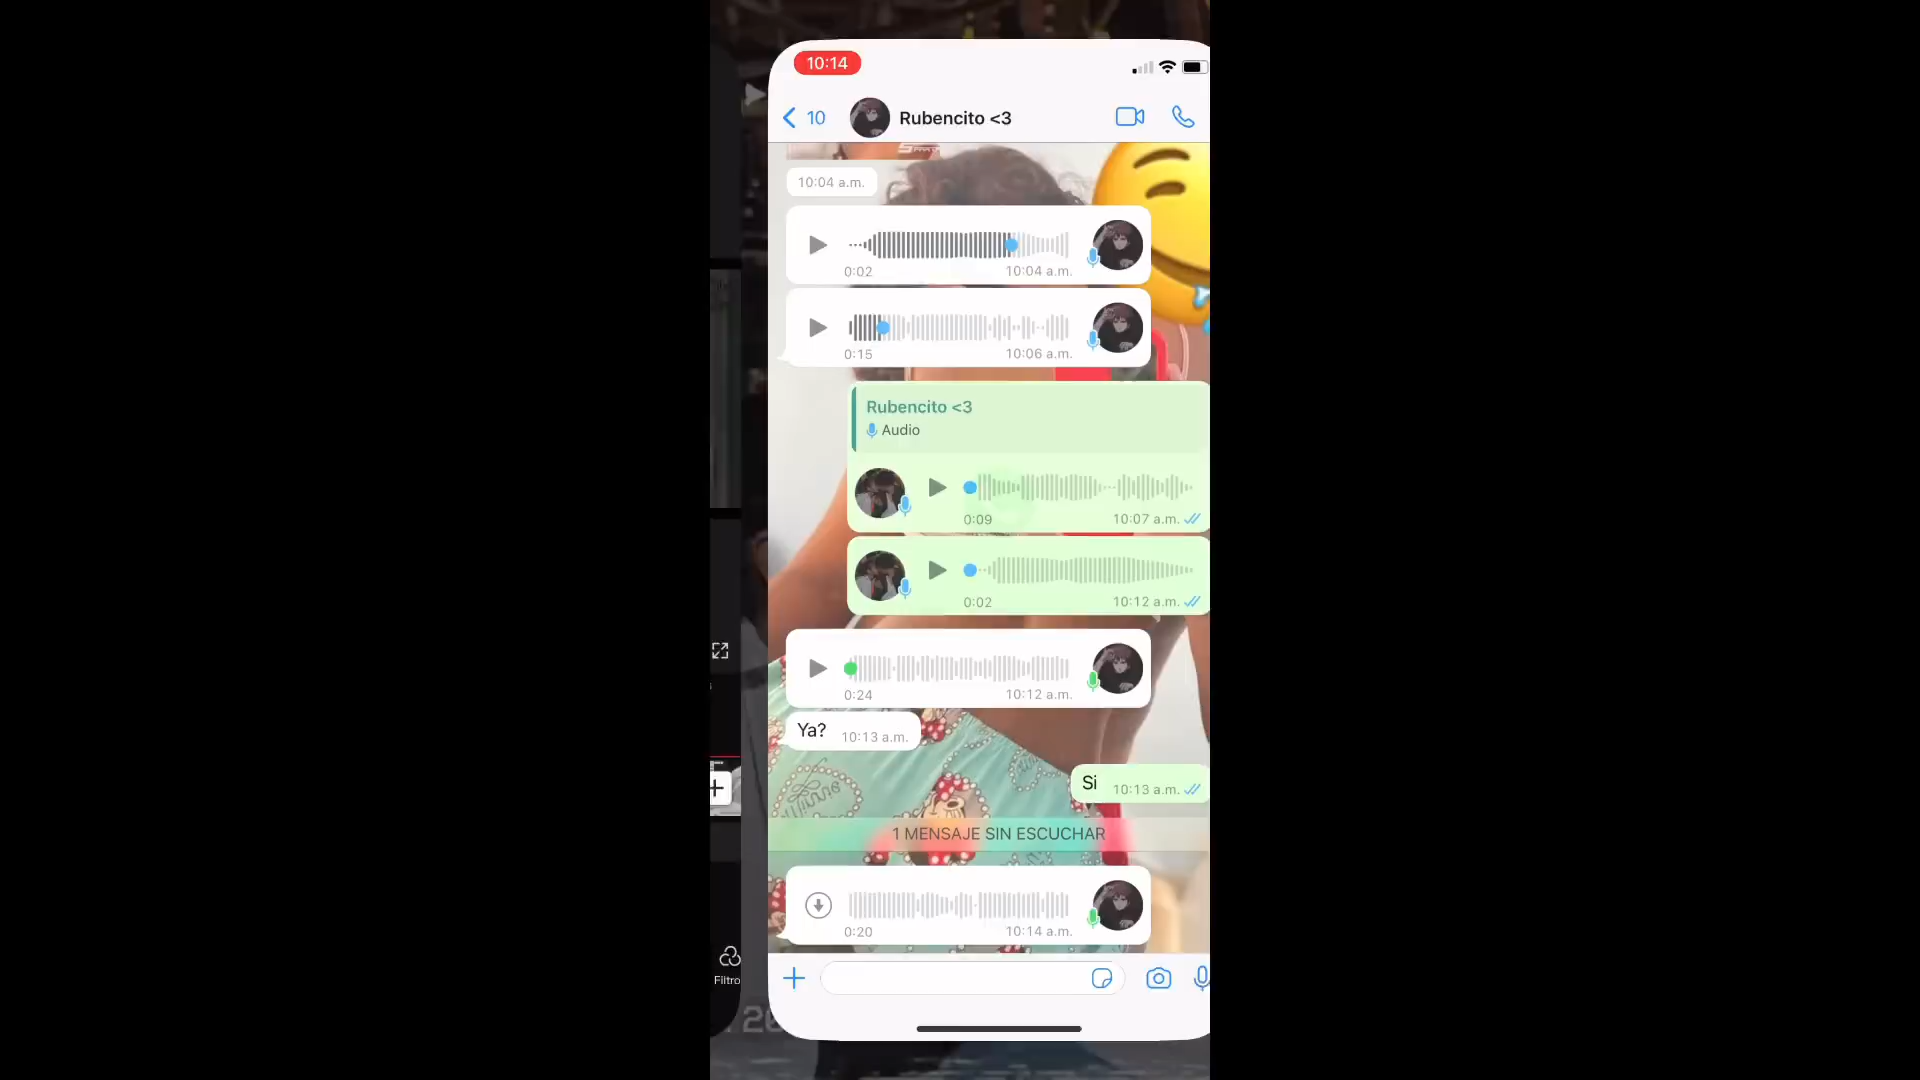 10:14
10 Rubencito <3
10:04 a.m.
0:02 10:04 a.m.
0:15 10:06 a.m.
Rubencito <3
Audio
0:09 10:07 a.m.
0:02 10:12 a.m.
0:24 10:12 a.m.
Ya? 10:13 a.m.
Si 10:13 a.m.
1 MENSAJE SIN ESCUCHAR
0:20 10:14 a.m.
Filtro